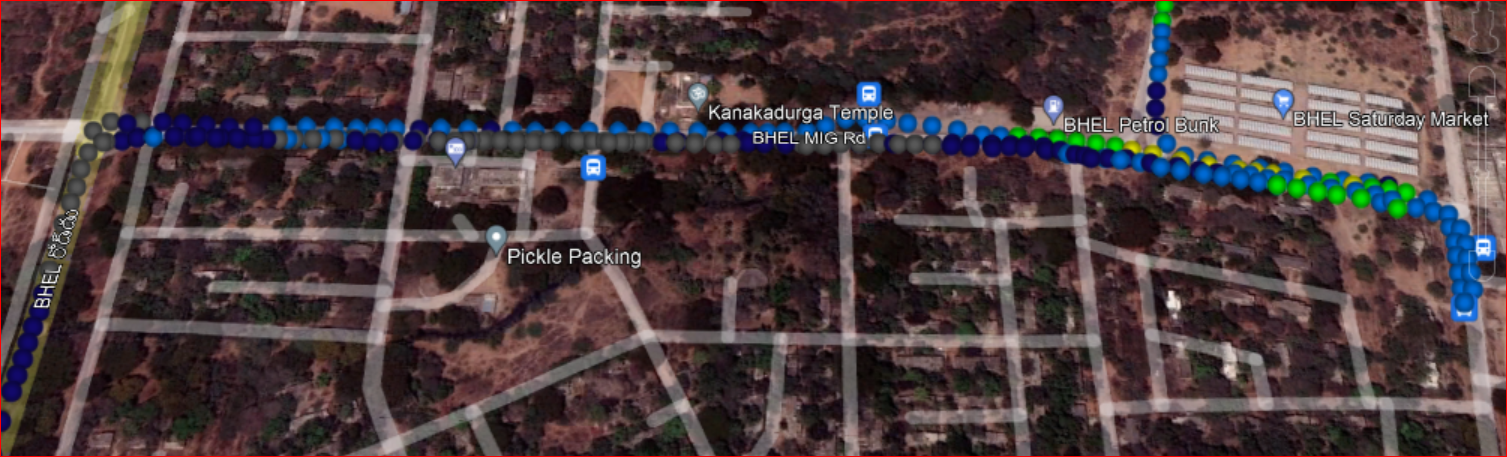 Kanakadurga Temple
BHEL MIG Rd
BHEL Petrol Bunk
BHEL Saturday Market
BHEL
Pickle Packing